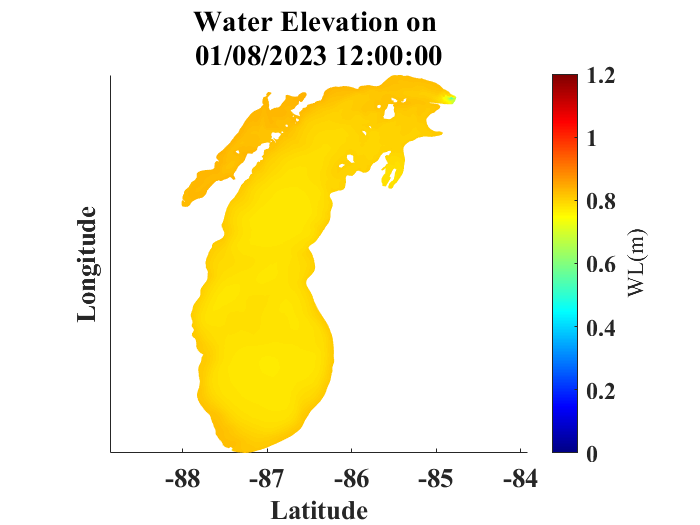 Water Elevation on
01/08/2023 12:00:00
Longitude
-88 -87 -86 -85 -84
Latitude
1.2
1
0.8
0.6
0.4
0.2
0
WL(m)